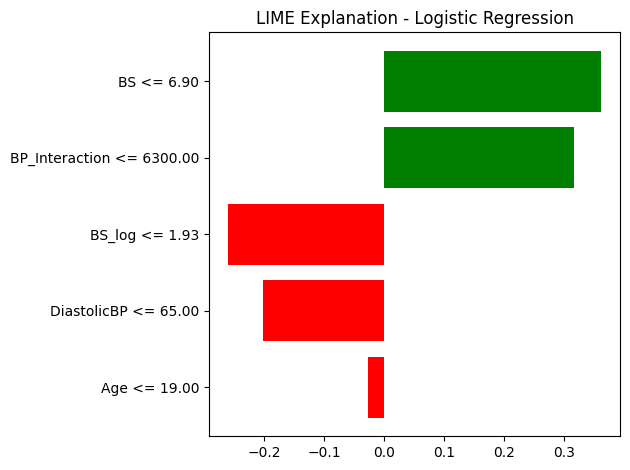 LIME Explanation - Logistic Regression
BS <= 6.90
BP_Interaction <= 6300.00
BS_log <= 1.93
DiastolicBP <= 65.00
Age <= 19.00
−0.2 −0.1 0.0 0.1 0.2 0.3